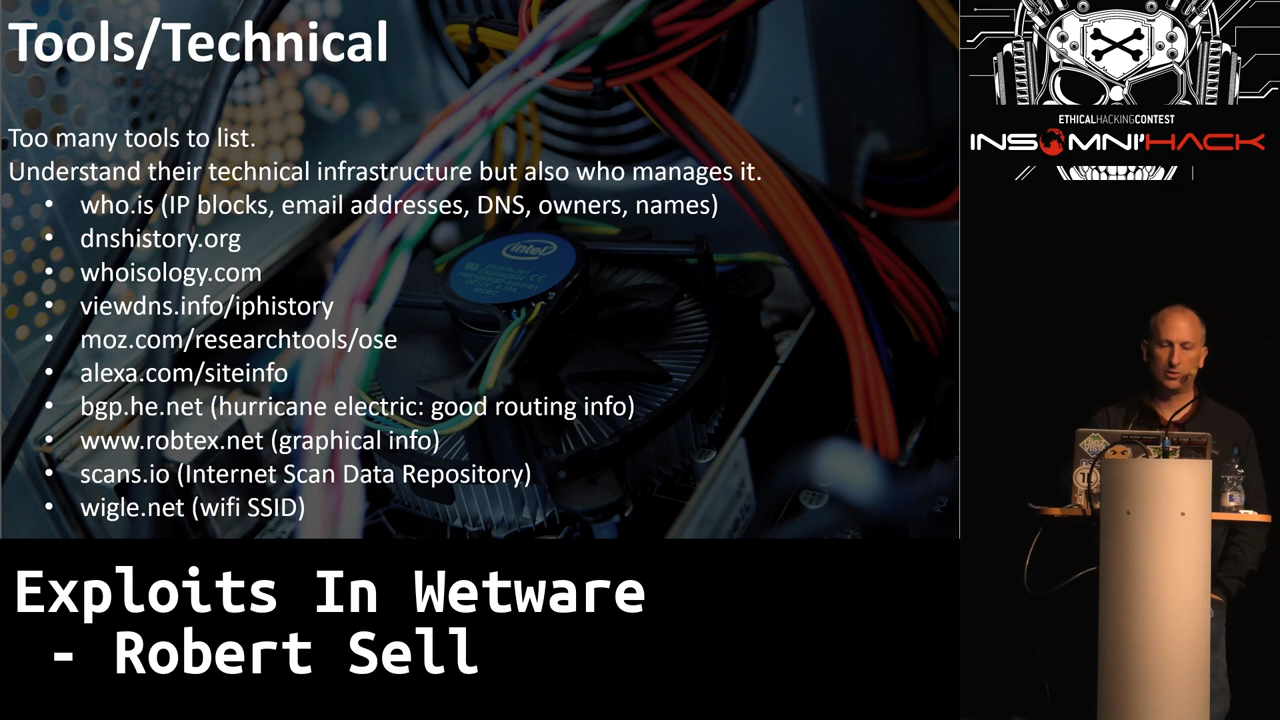 Tools/Technical
Too many tools to list.
Understand their technical infrastructure but also who manages it.
• who.is (IP blocks, email addresses, DNS, owners, names)
• dnshistory.org
• whoisology.com
• viewdns.info/iphistory
• moz.com/researchtools/ose
• alexa.com/siteinfo
• bgp.he.net (hurricane electric: good routing info)
• www.robtex.net (graphical info)
• scans.io (Internet Scan Data Repository)
• wigle.net (wifi SSID)
intel
ETHICALHACKINGCONTEST
INSOMNI'HACK
Exploits In Wetware
- Robert Sell